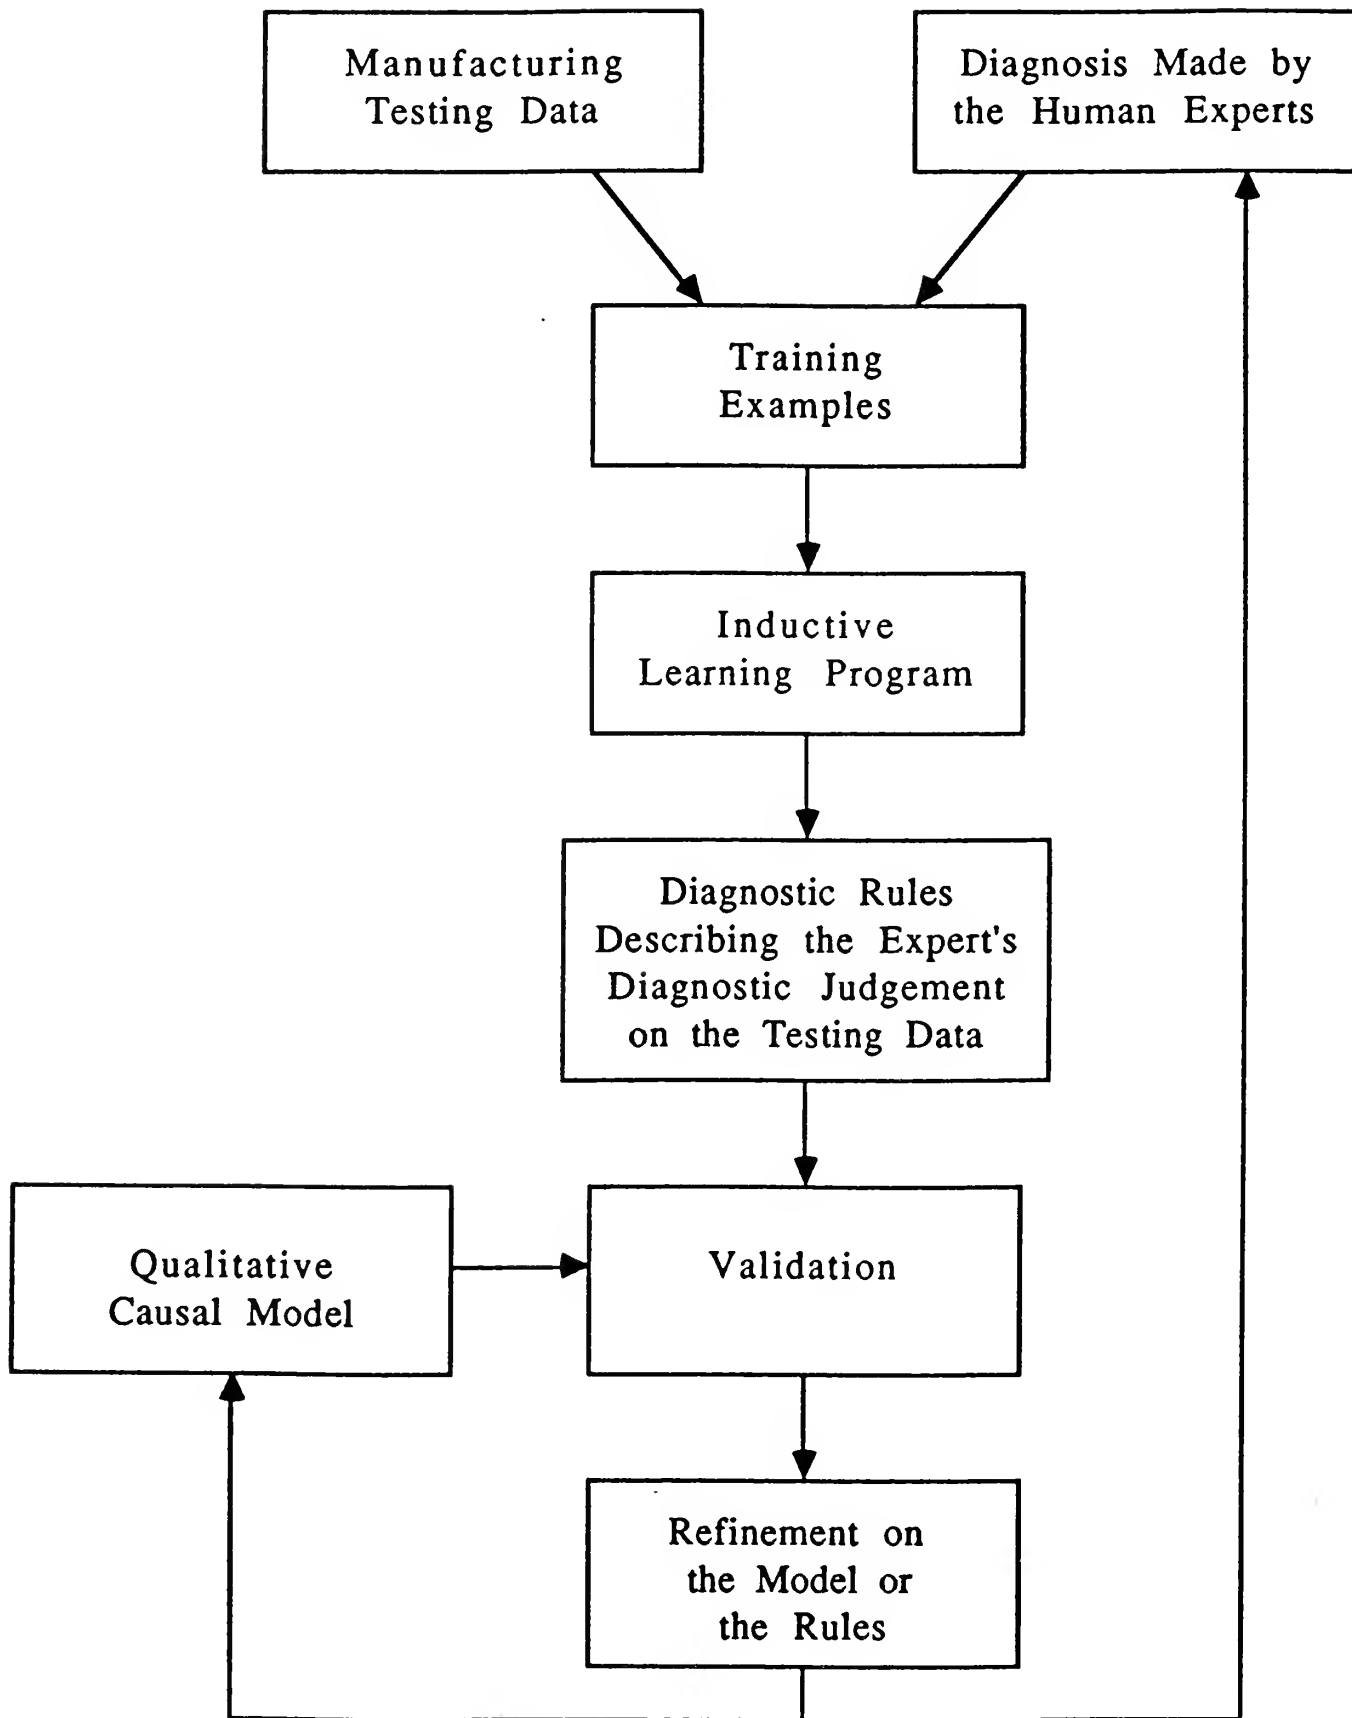 Manufacturing
Testing Data
Diagnosis Made by
the Human Experts
Training
Examples
Inductive
Learning Program
Diagnostic Rules
Describing the Expert's
Diagnostic Judgement
on the Testing Data
Qualitative
Causal Model
Validation
Refinement on
the Model or
the Rules